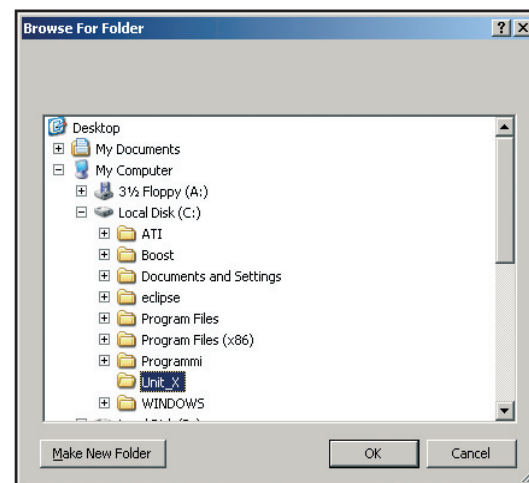 Browse For Folder
Desktop
My Documents
My Computer
3½ Floppy (A:)
Local Disk (C:)
ATI
Boost
Documents and Settings
eclipse
Program Files
Program Files (x86)
Programmi
Unit_X
WINDOWS
Make New Folder OK Cancel